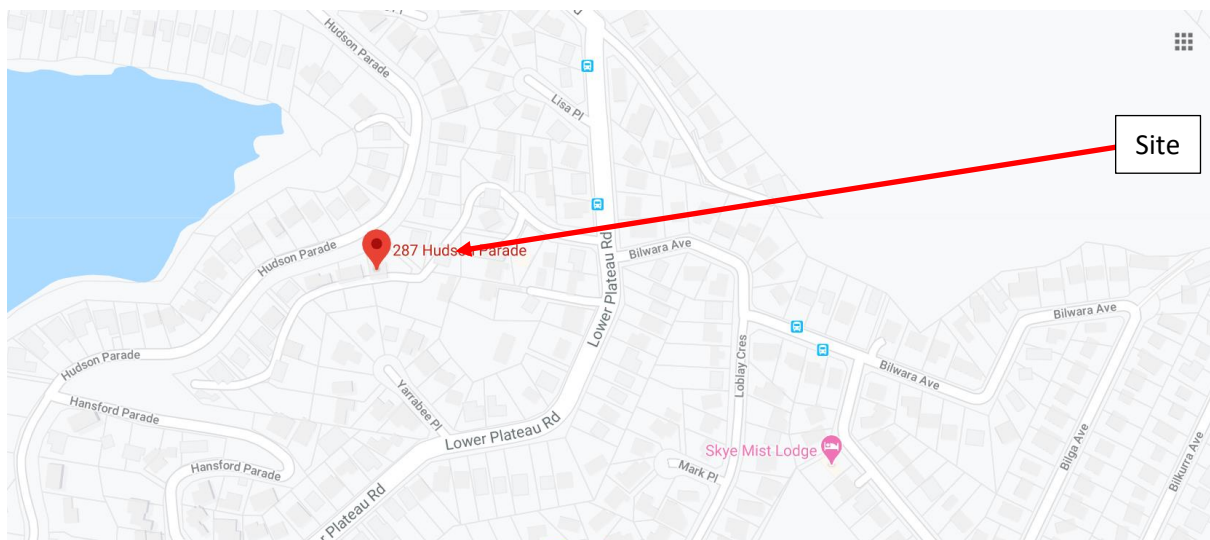 Hudson
Parade
Lisa Pl
Site
287 Hudson Parade
Hudson Parade
Bilwara Ave
Lower Plateau Rd
Bilwara Ave
Hudson Parade
Loblay Cres
Bilwara Ave
Hansford Parade
Yarrabee Pl
Lower Plateau Rd
Skye Mist Lodge
Bilga Ave
Bilkurra Ave
Hansford Parade
Mark Pl
Plateau Rd